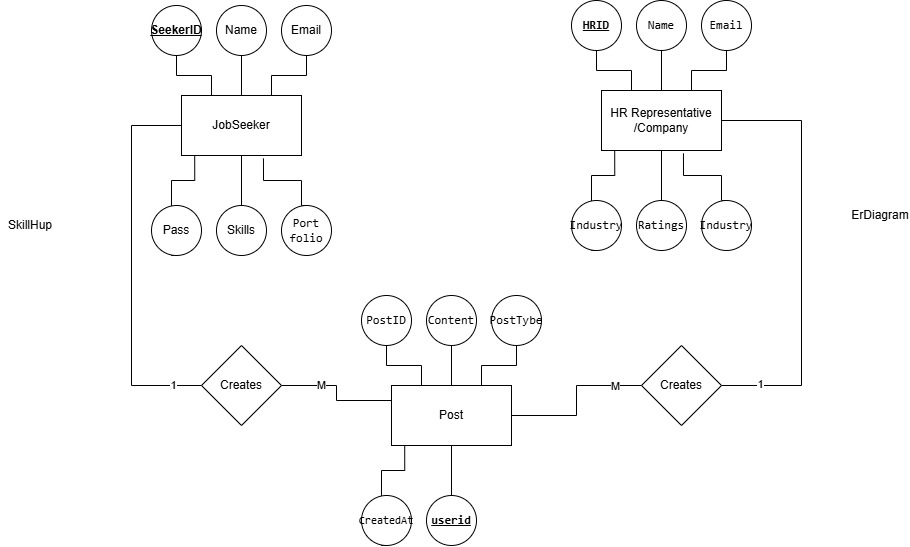 SeekerID
Name
Email
HRID
Name
Email
JobSeeker
HR Representative
/Company
Pass
Skills
Port
folio
Industry
Ratings
Industry
SkillHup
ErDiagram
PostID
Content
PostTybe
1
Creates
M
M
Creates
1
Post
CreatedAt
userid